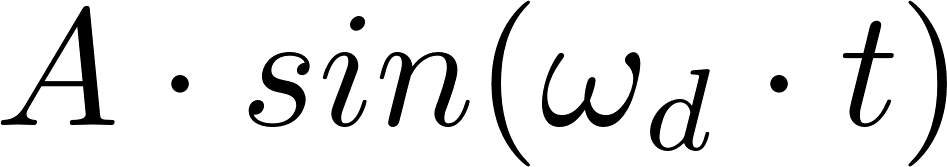 A · sin(ω_d · t)